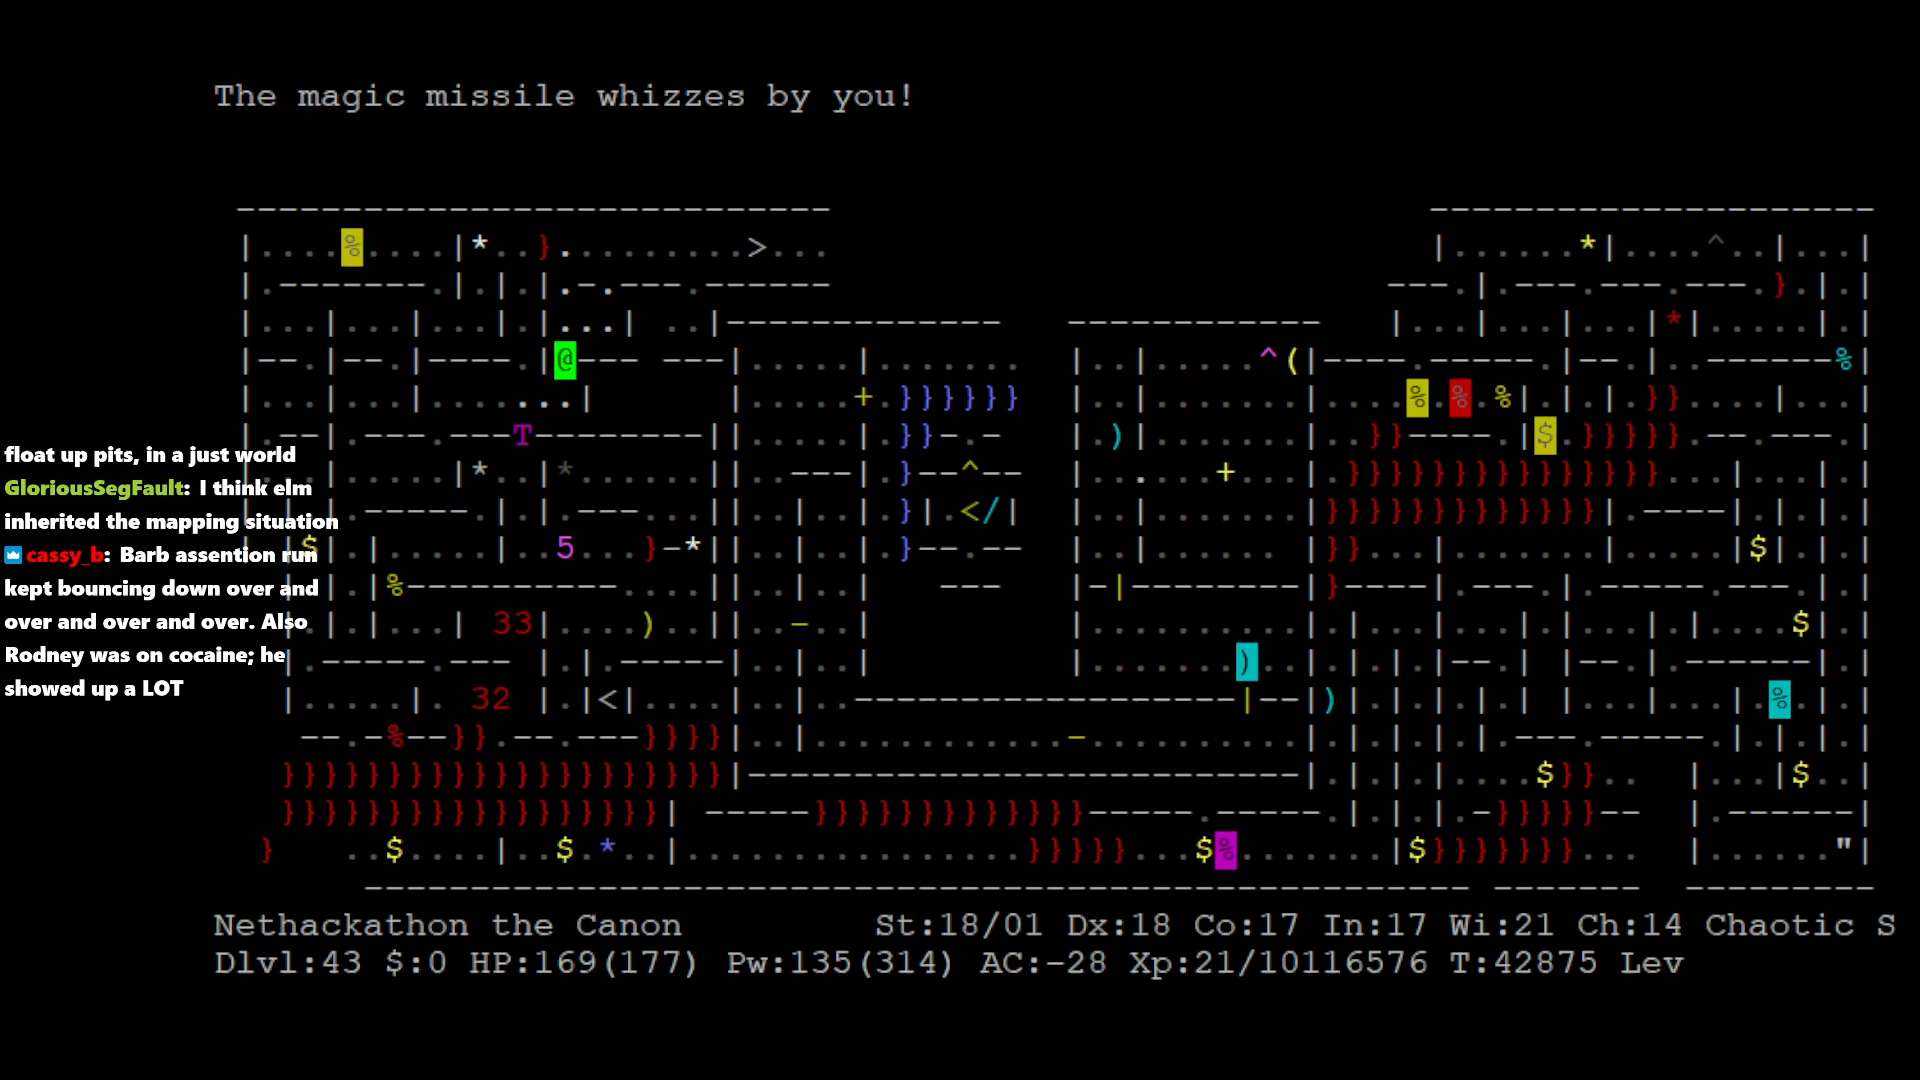 The magic missile whizzes by you!
float up pits, in a just world
GloriousSegFault: I think elm
inherited the mapping situation
cassy_b: Barb assention run
kept bouncing down over and
over and over and over. Also
Rodney was on cocaine; he
showed up a LOT
Nethackathon the Canon St:18/01 Dx:18 Co:17 In:17 Wi:21 Ch:14 Chaotic S
Dlvl:43 $:0 HP:169(177) Pw:135(314) AC:-28 Xp:21/10116576 T:42875 Lev